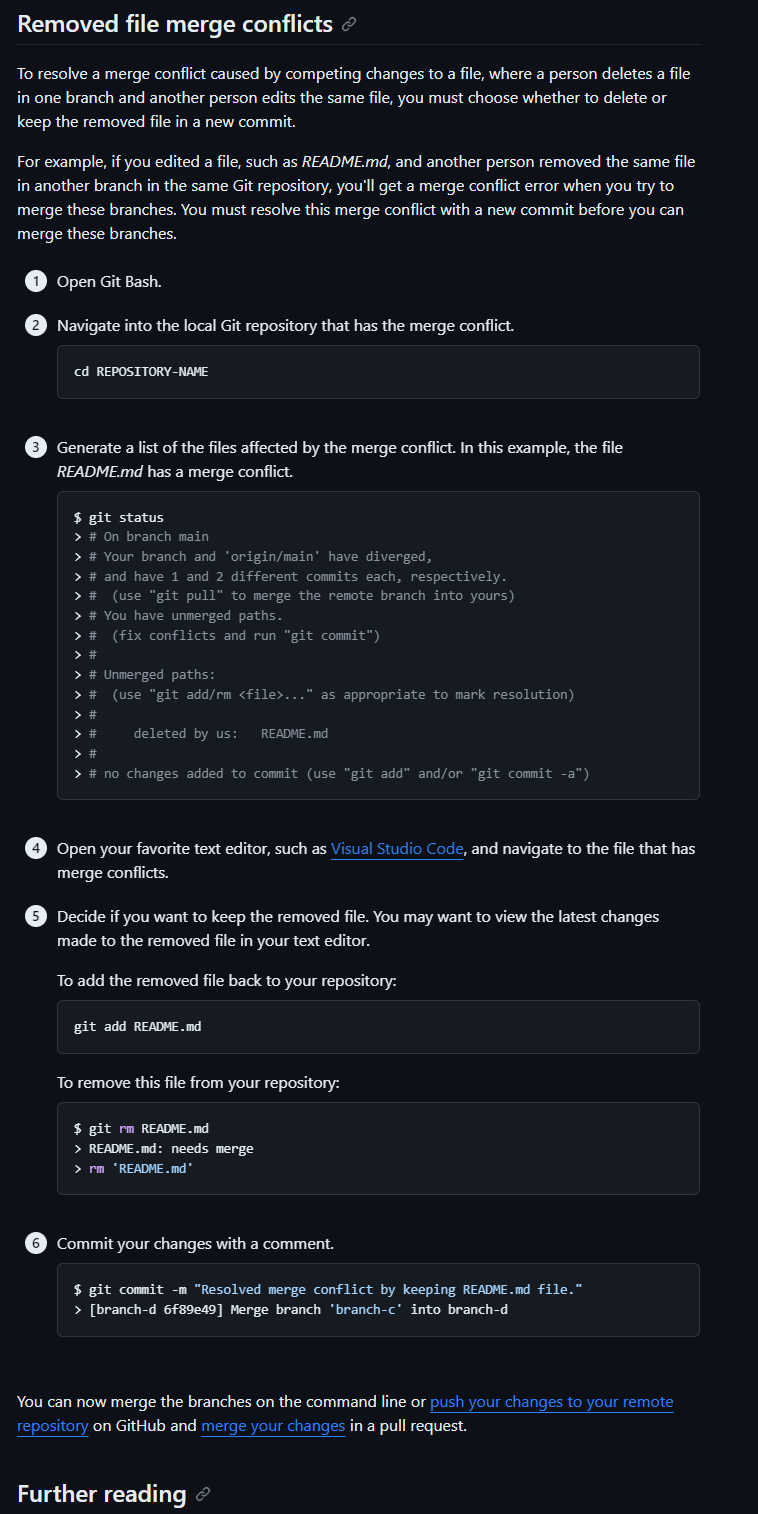 Removed file merge conflicts
To resolve a merge conflict caused by competing changes to a file, where a person deletes a file
in one branch and another person edits the same file, you must choose whether to delete or
keep the removed file in a new commit.
For example, if you edited a file, such as README.md, and another person removed the same file
in another branch in the same Git repository, you'll get a merge conflict error when you try to
merge these branches. You must resolve this merge conflict with a new commit before you can
merge these branches.
1 Open Git Bash.
2 Navigate into the local Git repository that has the merge conflict.
cd REPOSITORY-NAME
3 Generate a list of the files affected by the merge conflict. In this example, the file
README.md has a merge conflict.
$ git status
> # On branch main
> # Your branch and 'origin/main' have diverged,
> # and have 1 and 2 different commits each, respectively.
> #  (use "git pull" to merge the remote branch into yours)
> # You have unmerged paths.
> #  (fix conflicts and run "git commit")
> #
> # Unmerged paths:
> #  (use "git add/rm <file>..." as appropriate to mark resolution)
> #
> #     deleted by us:   README.md
> #
> # no changes added to commit (use "git add" and/or "git commit -a")
4 Open your favorite text editor, such as Visual Studio Code, and navigate to the file that has
merge conflicts.
5 Decide if you want to keep the removed file. You may want to view the latest changes
made to the removed file in your text editor.
To add the removed file back to your repository:
git add README.md
To remove this file from your repository:
$ git rm README.md
> README.md: needs merge
> rm 'README.md'
6 Commit your changes with a comment.
$ git commit -m "Resolved merge conflict by keeping README.md file."
> [branch-d 6f89e49] Merge branch 'branch-c' into branch-d
You can now merge the branches on the command line or push your changes to your remote
repository on GitHub and merge your changes in a pull request.
Further reading